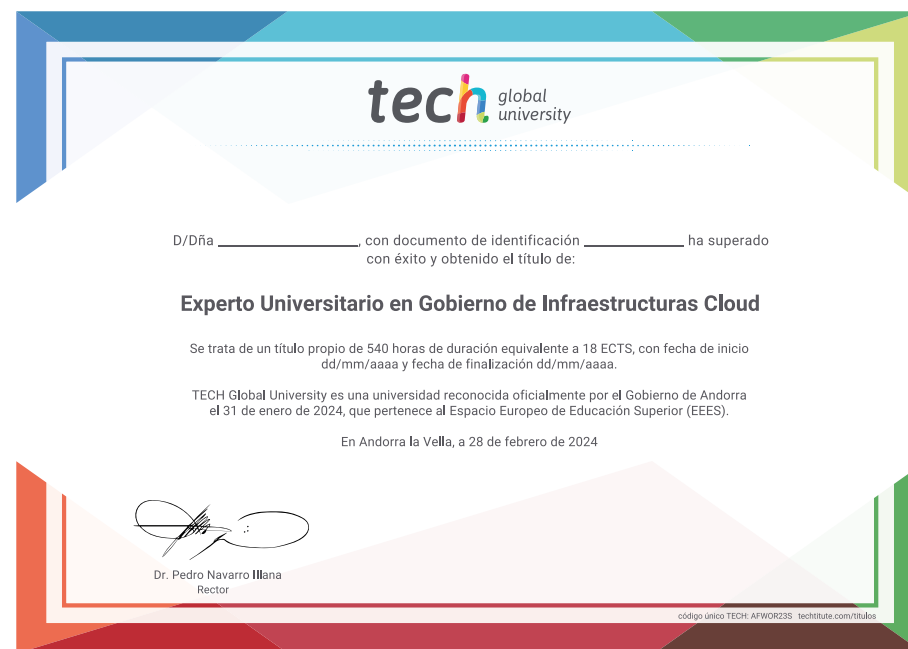 tech global university
D/Dña ____________________, con documento de identificación ______________ ha superado
con éxito y obtenido el título de:
Experto Universitario en Gobierno de Infraestructuras Cloud
Se trata de un título propio de 540 horas de duración equivalente a 18 ECTS, con fecha de inicio
dd/mm/aaaa y fecha de finalización dd/mm/aaaa.
TECH Global University es una universidad reconocida oficialmente por el Gobierno de Andorra
el 31 de enero de 2024, que pertenece al Espacio Europeo de Educación Superior (EEES).
En Andorra la Vella, a 28 de febrero de 2024
Dr. Pedro Navarro Illana
Rector
código único TECH: AFWOR23S techtitute.com/titulos